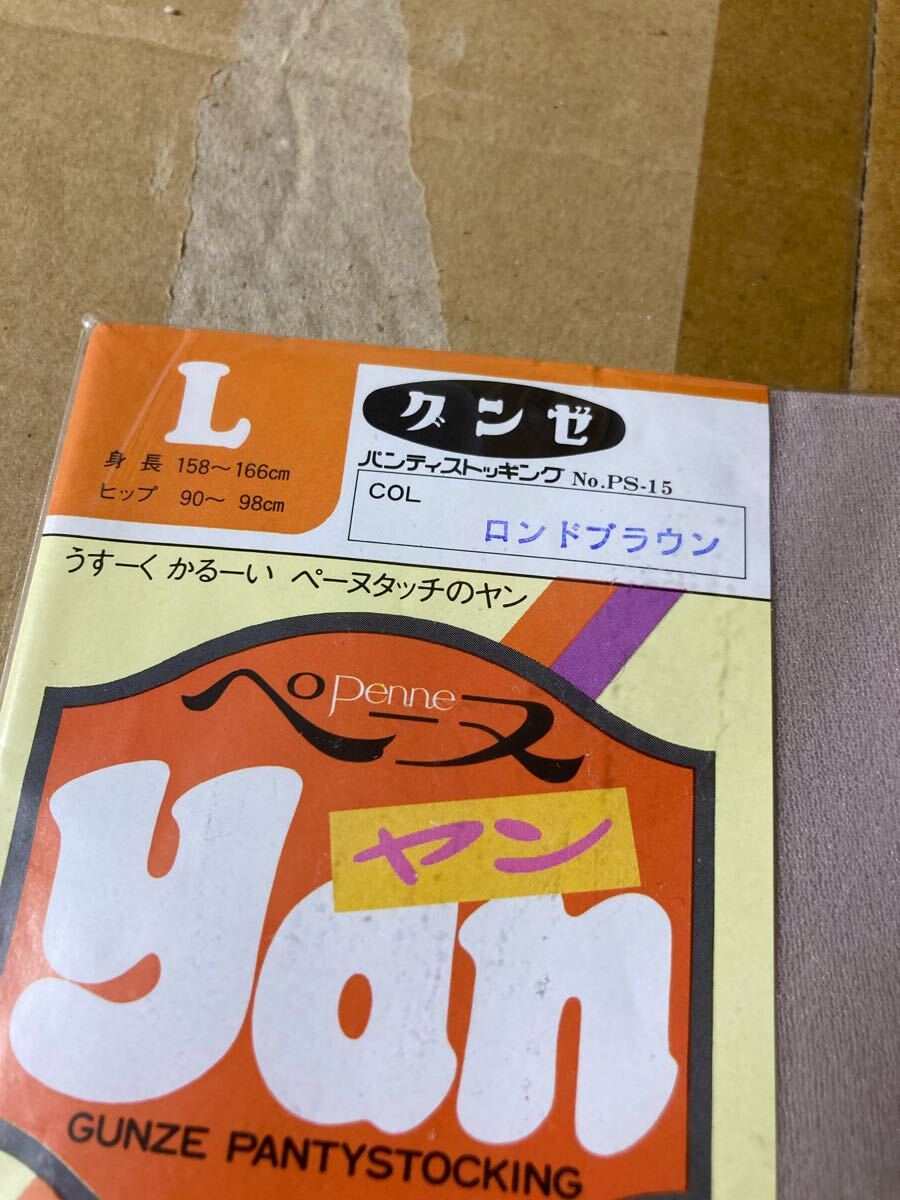 L
身長 158～166cm
ヒップ 90～98cm
グンゼ
パンティストッキング No.PS-15
COL
ロンドブラウン
うすーく かるーい ペーヌタッチのヤン
ペーヌ
Penne
yan
ヤン
GUNZE PANTYSTOCKING